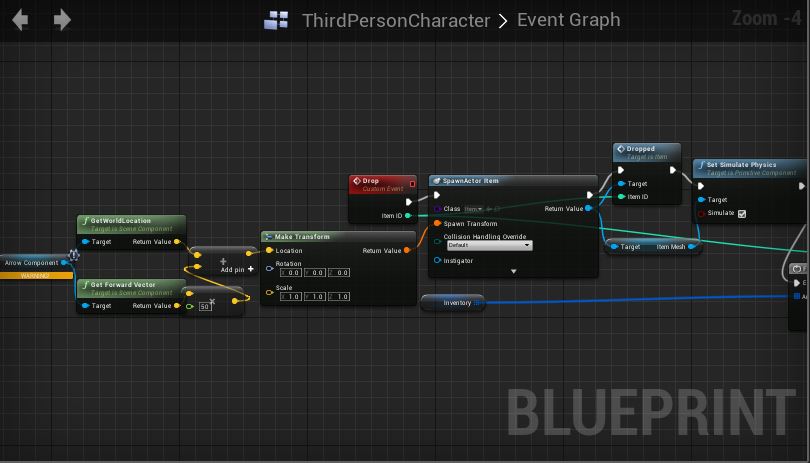 ThirdPersonCharacter > Event Graph
Zoom -4
Dropped
Target is Item
Target
Item ID
Set Simulate Physics
Target is Primitive Component
Target
Simulate
Drop
Custom Event
Item ID
SpawnActor Item
Class Item
Return Value
Spawn Transform
Collision Handling Override
Default
Instigator
GetWorldLocation
Target is Scene Component
Target Return Value
Add pin +
Make Transform
Location Return Value
Rotation
X 0.0 Y 0.0 Z 0.0
Scale
X 1.0 Y 1.0 Z 1.0
Target Item Mesh
Arrow Component
WARNING!
Get Forward Vector
Target is Scene Component
Target Return Value
50
Inventory
BLUEPRINT